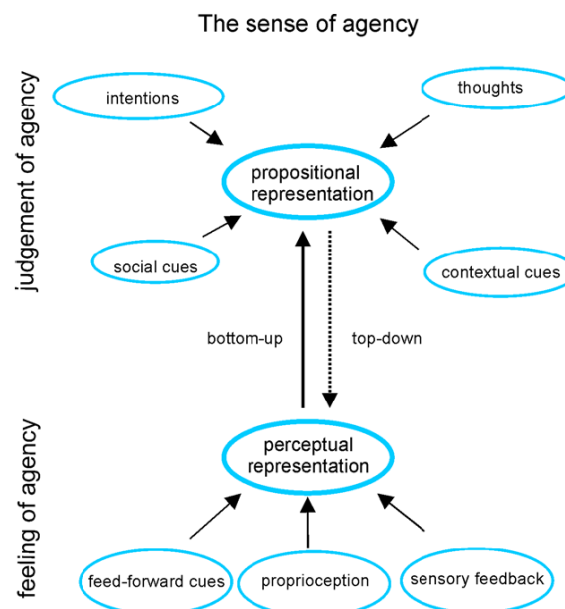 The sense of agency
judgement of agency
intentions
thoughts
propositional
representation
social cues
contextual cues
bottom-up
top-down
feeling of agency
perceptual
representation
feed-forward cues
proprioception
sensory feedback